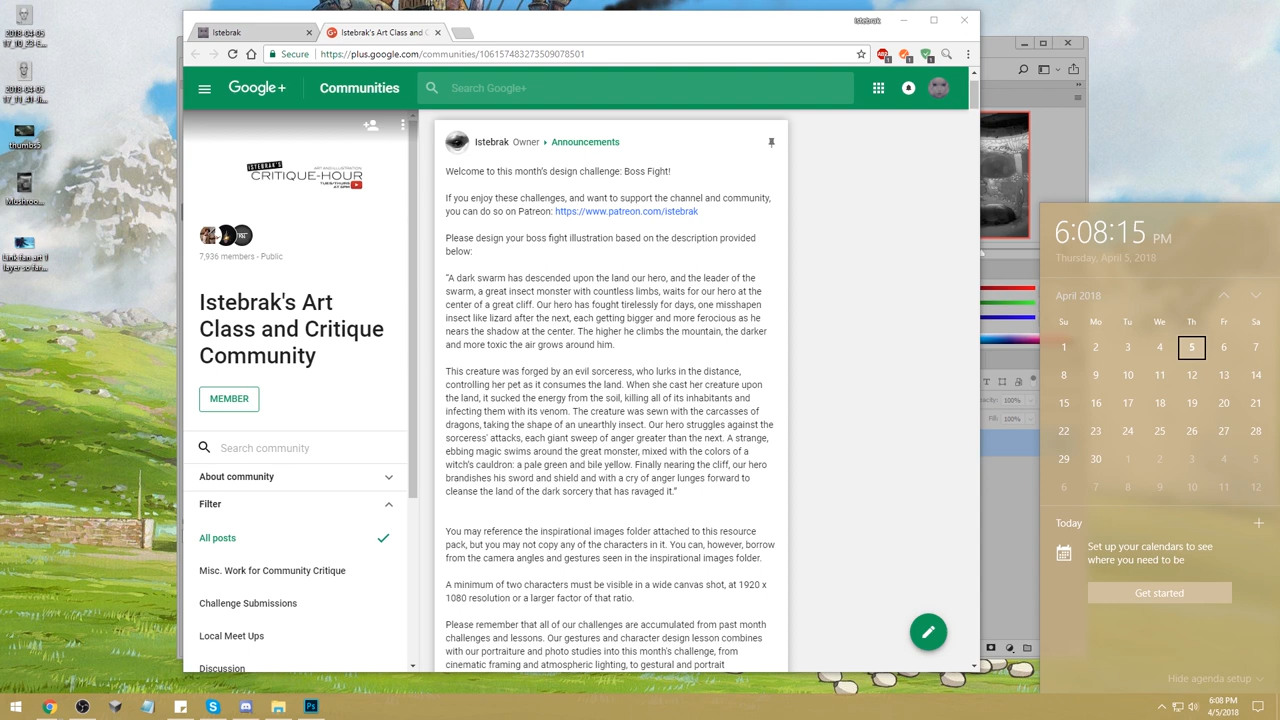 Istebrak
Istebrak
Istebrak's Art Class and C
Secure
https://plus.google.com/communities/106157483273509078501
Google+
Communities
Search Google+
ISTEBRAK'S
ART AND ILLUSTRATION
CRITIQUE-HOUR
TUES/THURS
7,936 members - Public
Istebrak's Art
Class and Critique
Community
MEMBER
Search community
About community
Filter
All posts
Misc. Work for Community Critique
Challenge Submissions
Local Meet Ups
Discussion
Istebrak Owner Announcements
Welcome to this month's design challenge: Boss Fight!
If you enjoy these challenges, and want to support the channel and community,
you can do so on Patreon: https://www.patreon.com/istebrak
Please design your boss fight illustration based on the description provided
below:
"A dark swarm has descended upon the land our hero, and the leader of the
swarm, a great insect monster with countless limbs, waits for our hero at the
center of a great cliff. Our hero has fought tirelessly for days, one misshapen
insect like lizard after the next, each getting bigger and more ferocious as he
nears the shadow at the center. The higher he climbs the mountain, the darker
and more toxic the air grows around him.
This creature was forged by an evil sorceress, who lurks in the distance,
controlling her pet as it consumes the land. When she cast her creature upon
the land, it sucked the energy from the soil, killing all of its inhabitants and
infecting them with its venom. The creature was sewn with the carcasses of
dragons, taking the shape of an unearthly insect. Our hero struggles against the
sorceress' attacks, each giant sweep of anger greater than the next. A strange,
ebbing magic swims around the great monster, mixed with the colors of a
witch's cauldron: a pale green and bile yellow. Finally nearing the cliff, our hero
brandishes his sword and shield and with a cry of anger lunges forward to
cleanse the land of the dark sorcery that has ravaged it."
You may reference the inspirational images folder attached to this resource
pack, but you may not copy any of the characters in it. You can, however, borrow
from the camera angles and gestures seen in the inspirational images folder.
A minimum of two characters must be visible in a wide canvas shot, at 1920 x
1080 resolution or a larger factor of that ratio.
Please remember that all of our challenges are accumulated from past month
challenges and lessons. Our gestures and character design lesson combines
with our portraiture and photo studies into this month's challenge, from
cinematic framing and atmospheric lighting, to gestural and portrait
thumbs5
100%
Fill: 100%
6:08:15 PM
Thursday, April 5, 2018
April 2018
Su Mo Tu We Th Fr Sa
1 2 3 4 5 6 7
8 9 10 11 12 13 14
15 16 17 18 19 20 21
22 23 24 25 26 27 28
29 30 1 2 3 4 5
6 7 8 9 10 11 12
Today
Set up your calendars to see
where you need to be
Get started
Hide agenda setup
Ps
6:08 PM
4/5/2018